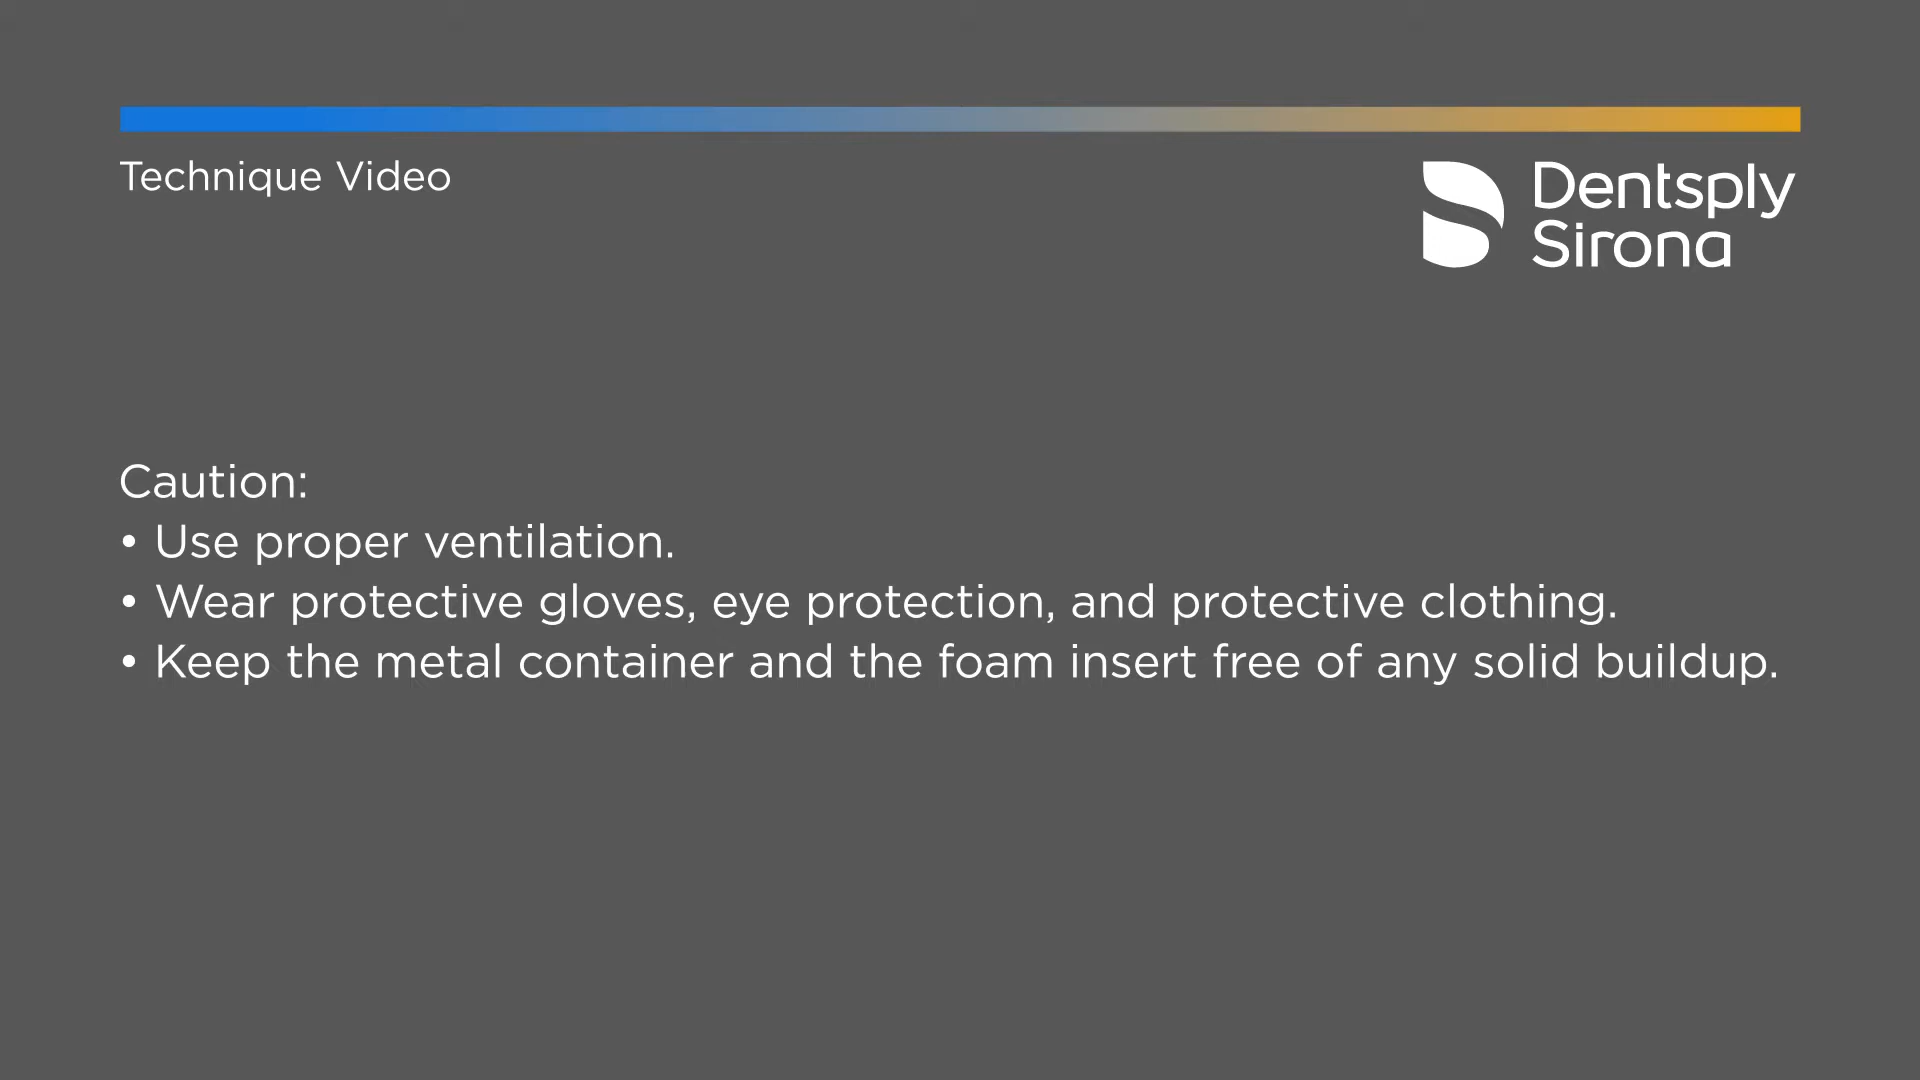 Technique Video
Dentsply
Sirona
Caution:
• Use proper ventilation.
• Wear protective gloves, eye protection, and protective clothing.
• Keep the metal container and the foam insert free of any solid buildup.